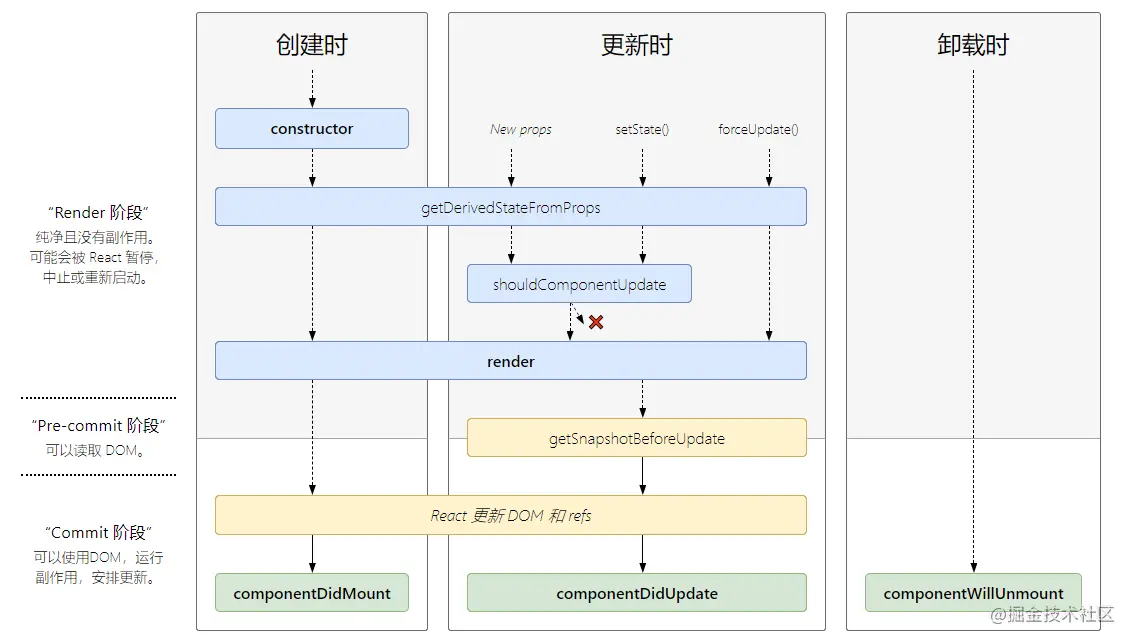 创建时
更新时
卸载时
constructor
New props
setState()
forceUpdate()
getDerivedStateFromProps
“Render 阶段”
纯净且没有副作用。
可能会被 React 暂停，
中止或重新启动。
shouldComponentUpdate
render
“Pre-commit 阶段”
可以读取 DOM。
getSnapshotBeforeUpdate
React 更新 DOM 和 refs
“Commit 阶段”
可以使用DOM，运行
副作用，安排更新。
componentDidMount
componentDidUpdate
componentWillUnmount
@掘金技术社区